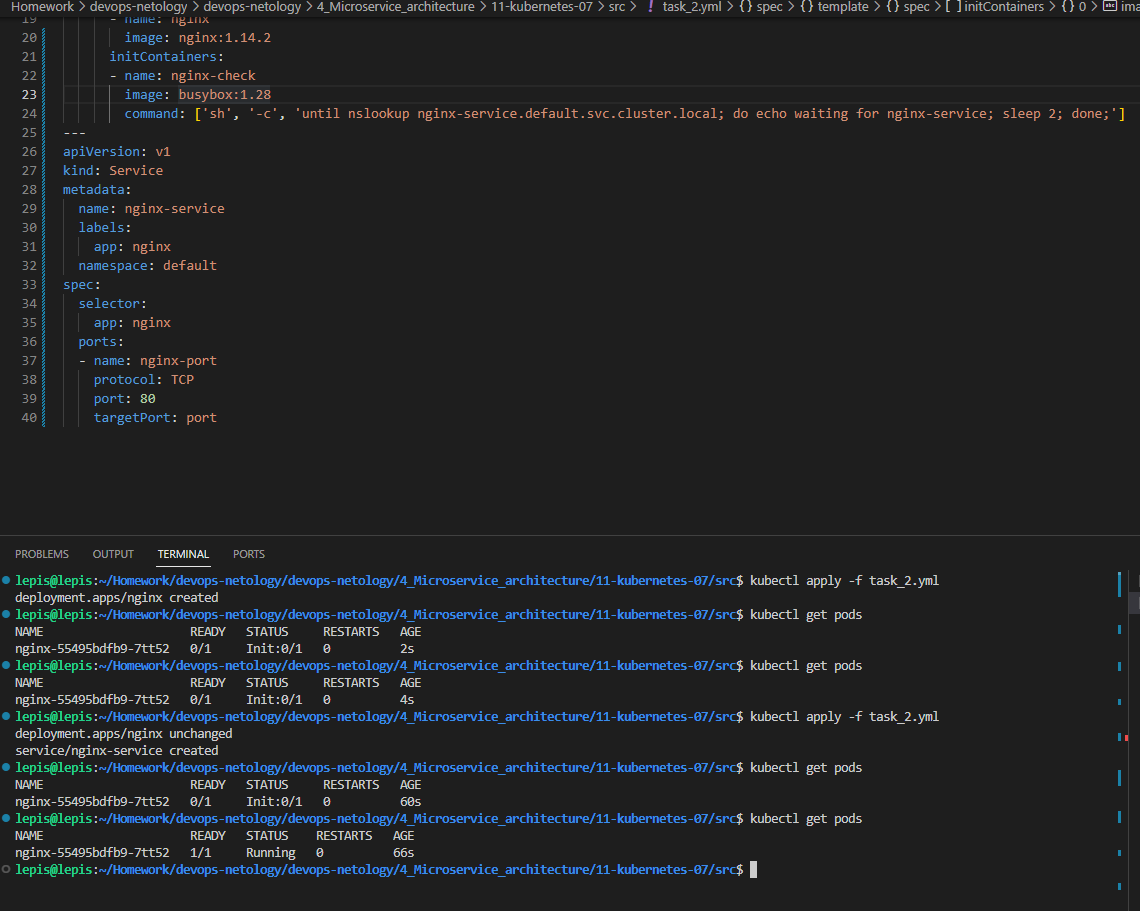 Homework > devops-netology > devops-netology > 4_Microservice_architecture > 11-kubernetes-07 > src > ! task_2.yml > {} spec > {} template > {} spec > [ ] initContainers > {} 0 > abc ima
19 - name: nginx
20 image: nginx:1.14.2
21 initContainers:
22 - name: nginx-check
23 image: busybox:1.28
24 command: ['sh', '-c', 'until nslookup nginx-service.default.svc.cluster.local; do echo waiting for nginx-service; sleep 2; done;']
25 ---
26 apiVersion: v1
27 kind: Service
28 metadata:
29 name: nginx-service
30 labels:
31 app: nginx
32 namespace: default
33 spec:
34 selector:
35 app: nginx
36 ports:
37 - name: nginx-port
38 protocol: TCP
39 port: 80
40 targetPort: port
PROBLEMS OUTPUT TERMINAL PORTS
lepis@lepis:~/Homework/devops-netology/devops-netology/4_Microservice_architecture/11-kubernetes-07/src$ kubectl apply -f task_2.yml
deployment.apps/nginx created
lepis@lepis:~/Homework/devops-netology/devops-netology/4_Microservice_architecture/11-kubernetes-07/src$ kubectl get pods
NAME READY STATUS RESTARTS AGE
nginx-55495bdfb9-7tt52 0/1 Init:0/1 0 2s
lepis@lepis:~/Homework/devops-netology/devops-netology/4_Microservice_architecture/11-kubernetes-07/src$ kubectl get pods
NAME READY STATUS RESTARTS AGE
nginx-55495bdfb9-7tt52 0/1 Init:0/1 0 4s
lepis@lepis:~/Homework/devops-netology/devops-netology/4_Microservice_architecture/11-kubernetes-07/src$ kubectl apply -f task_2.yml
deployment.apps/nginx unchanged
service/nginx-service created
lepis@lepis:~/Homework/devops-netology/devops-netology/4_Microservice_architecture/11-kubernetes-07/src$ kubectl get pods
NAME READY STATUS RESTARTS AGE
nginx-55495bdfb9-7tt52 0/1 Init:0/1 0 60s
lepis@lepis:~/Homework/devops-netology/devops-netology/4_Microservice_architecture/11-kubernetes-07/src$ kubectl get pods
NAME READY STATUS RESTARTS AGE
nginx-55495bdfb9-7tt52 1/1 Running 0 66s
lepis@lepis:~/Homework/devops-netology/devops-netology/4_Microservice_architecture/11-kubernetes-07/src$